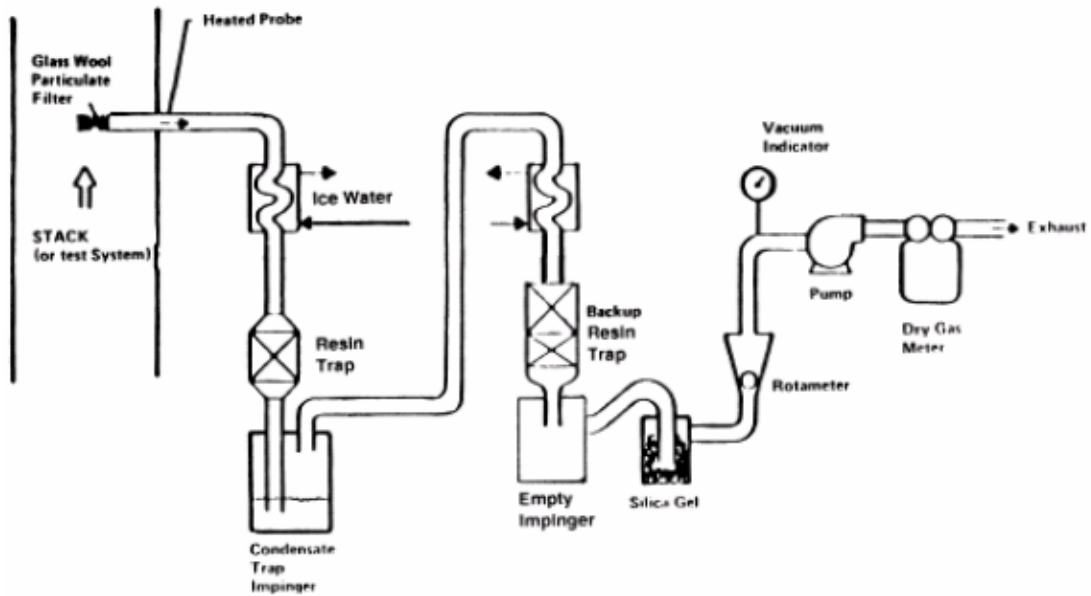 Heated Probe
Glass Wool
Particulate
Filter
Vacuum
Indicator
Ice Water
STACK
(or test System)
Exhaust
Pump
Backup
Resin
Trap
Dry Gas
Meter
Resin
Trap
Rotameter
Empty
Impinger
Silica Gel
Condensate
Trap
Impinger